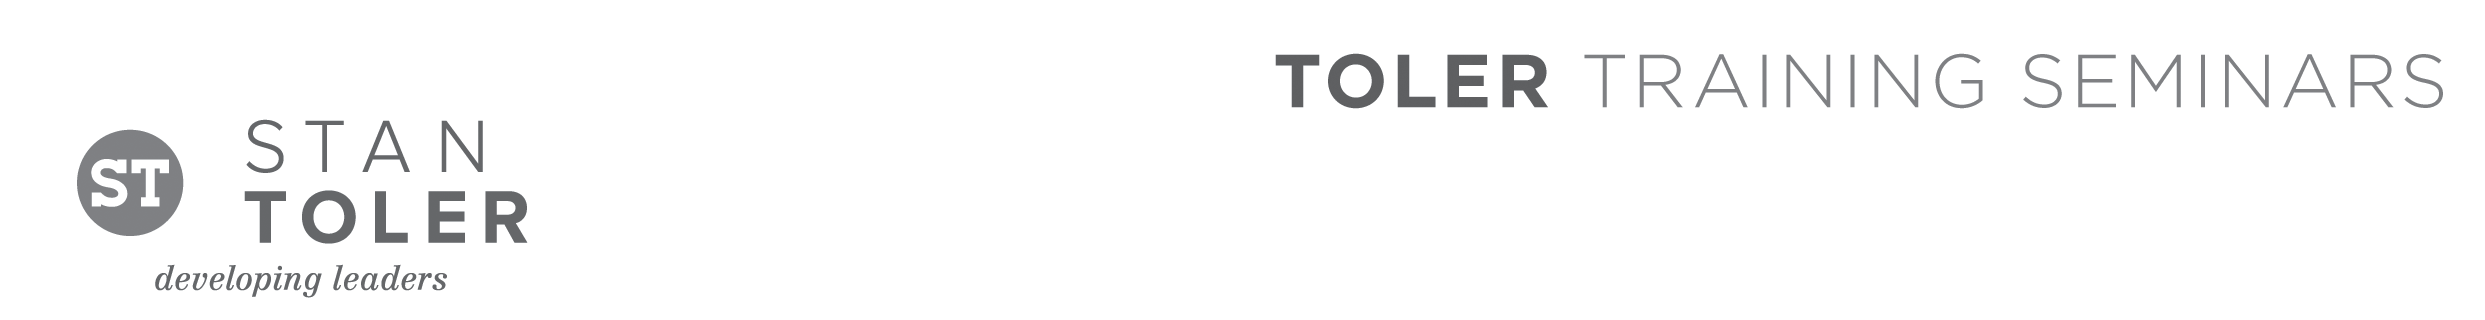 TOLER TRAINING SEMINARS
ST
STAN
TOLER
developing leaders